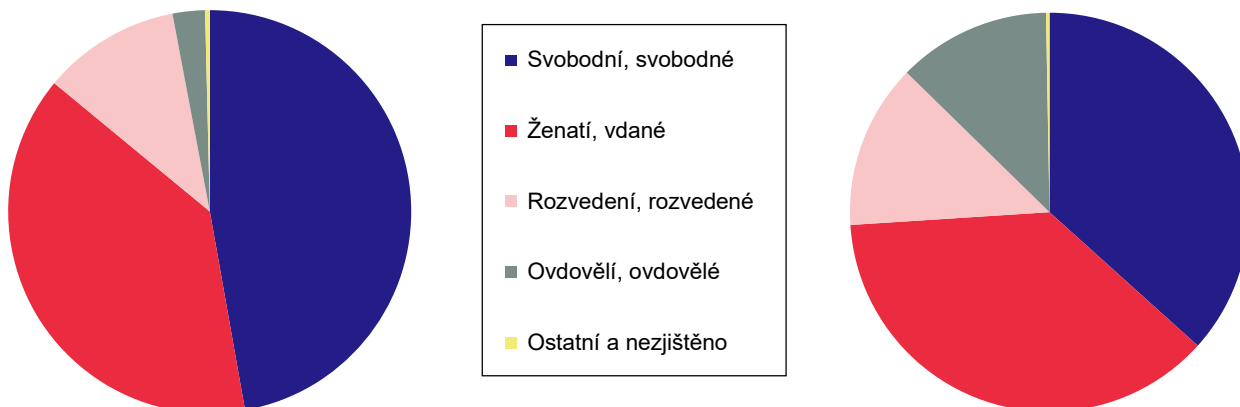 Svobodní, svobodné
Ženatí, vdané
Rozvedení, rozvedené
Ovdovělí, ovdovělé
Ostatní a nezjištěno